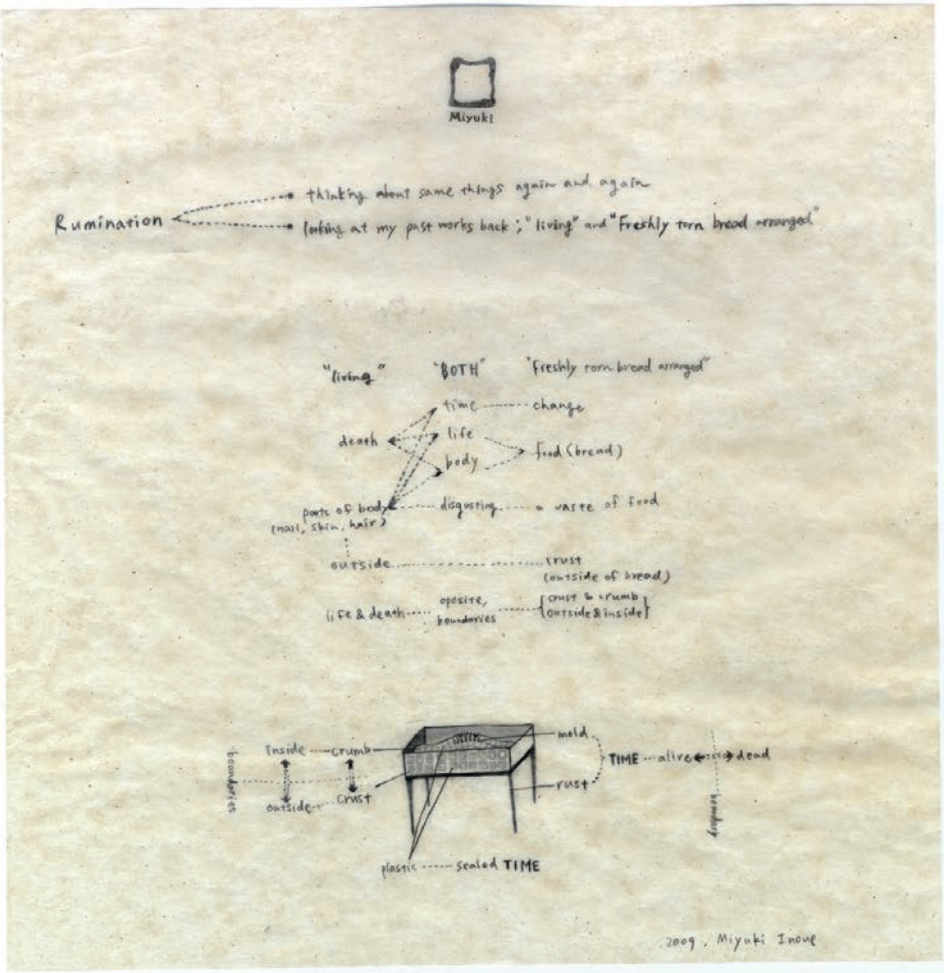 Miyuki
thinking about same things again and again
Rumination
looking at my past works back ; "living" and "Freshly torn bread arranged"
"living" "BOTH" "Freshly torn bread arranged"
time change
death life
body food (bread)
parts of body disgusting a waste of food
(nail, skin, hair)
outside crust
(outside of bread)
life & death oposite, boundaries {crust & crumb outside & inside}
boundaries
inside crumb
outside crust
mold
TIME alive dead
rust
boundary
plastic sealed TIME
2009, Miyuki Inoue